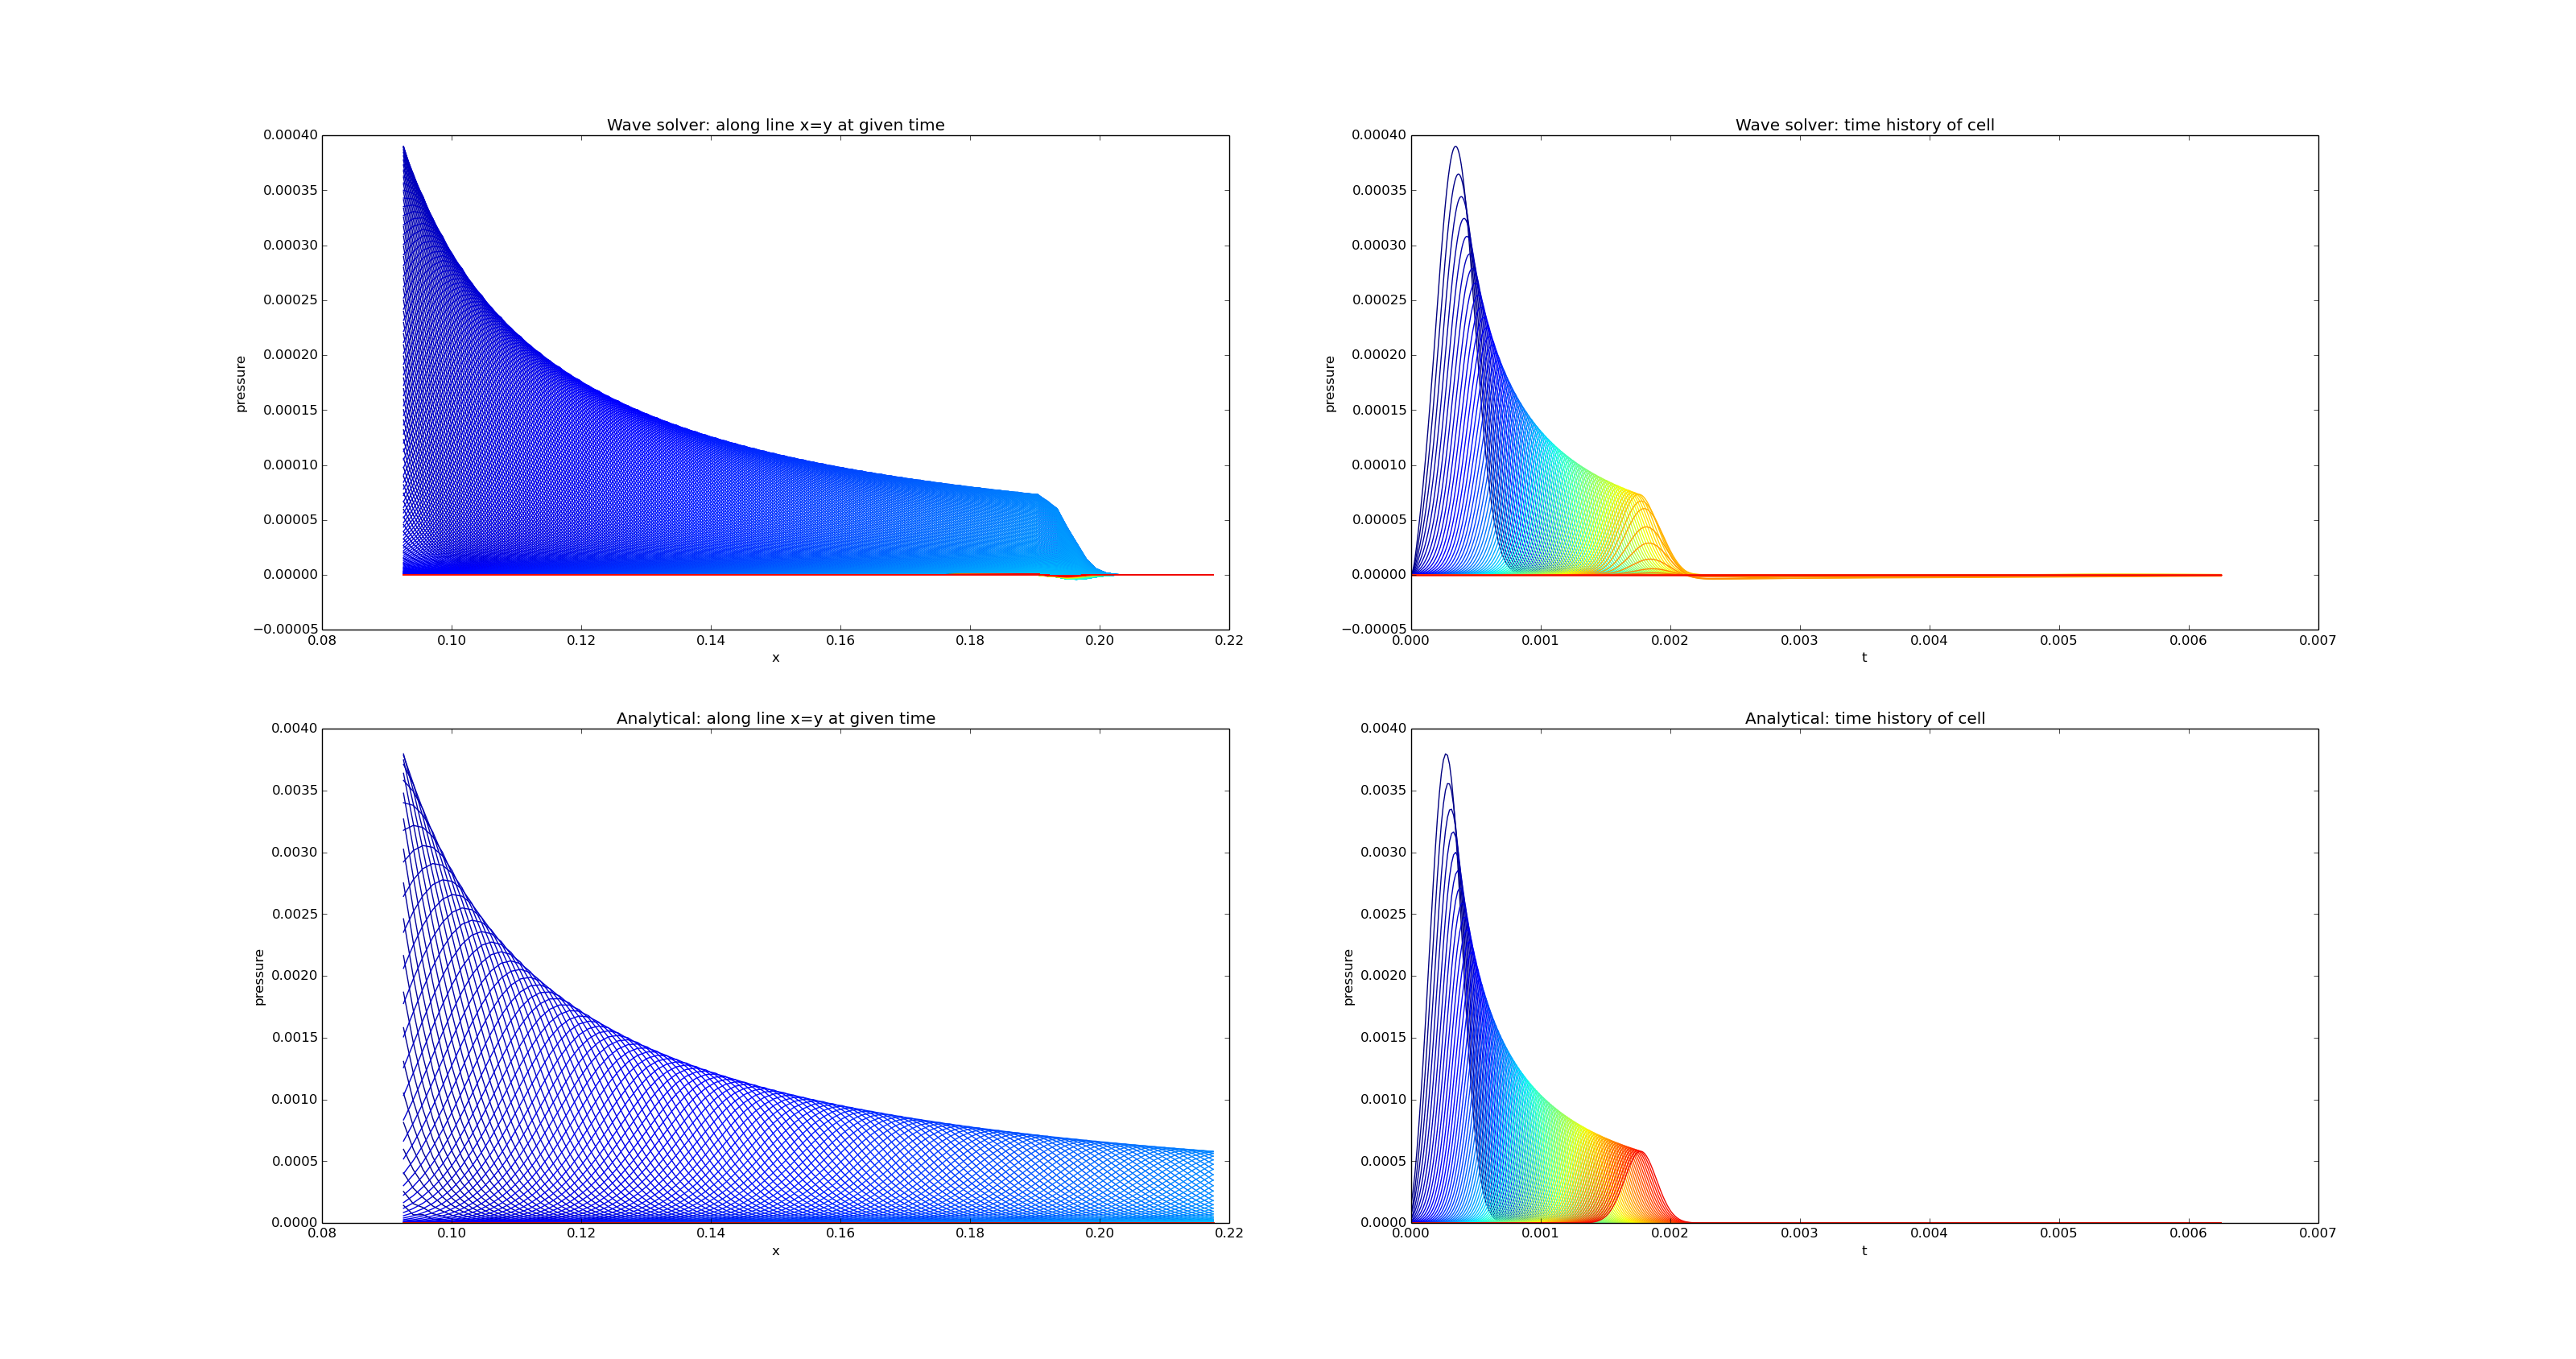 Wave solver: along line x=y at given time
0.00040
0.00035
0.00030
0.00025
0.00020
0.00015
0.00010
0.00005
0.00000
−0.00005
pressure
0.08 0.10 0.12 0.14 0.16 0.18 0.20 0.22
x
Wave solver: time history of cell
0.00040
0.00035
0.00030
0.00025
0.00020
0.00015
0.00010
0.00005
0.00000
−0.00005
pressure
0.000 0.001 0.002 0.003 0.004 0.005 0.006 0.007
t
Analytical: along line x=y at given time
0.0040
0.0035
0.0030
0.0025
0.0020
0.0015
0.0010
0.0005
0.0000
pressure
0.08 0.10 0.12 0.14 0.16 0.18 0.20 0.22
x
Analytical: time history of cell
0.0040
0.0035
0.0030
0.0025
0.0020
0.0015
0.0010
0.0005
0.0000
pressure
0.000 0.001 0.002 0.003 0.004 0.005 0.006 0.007
t